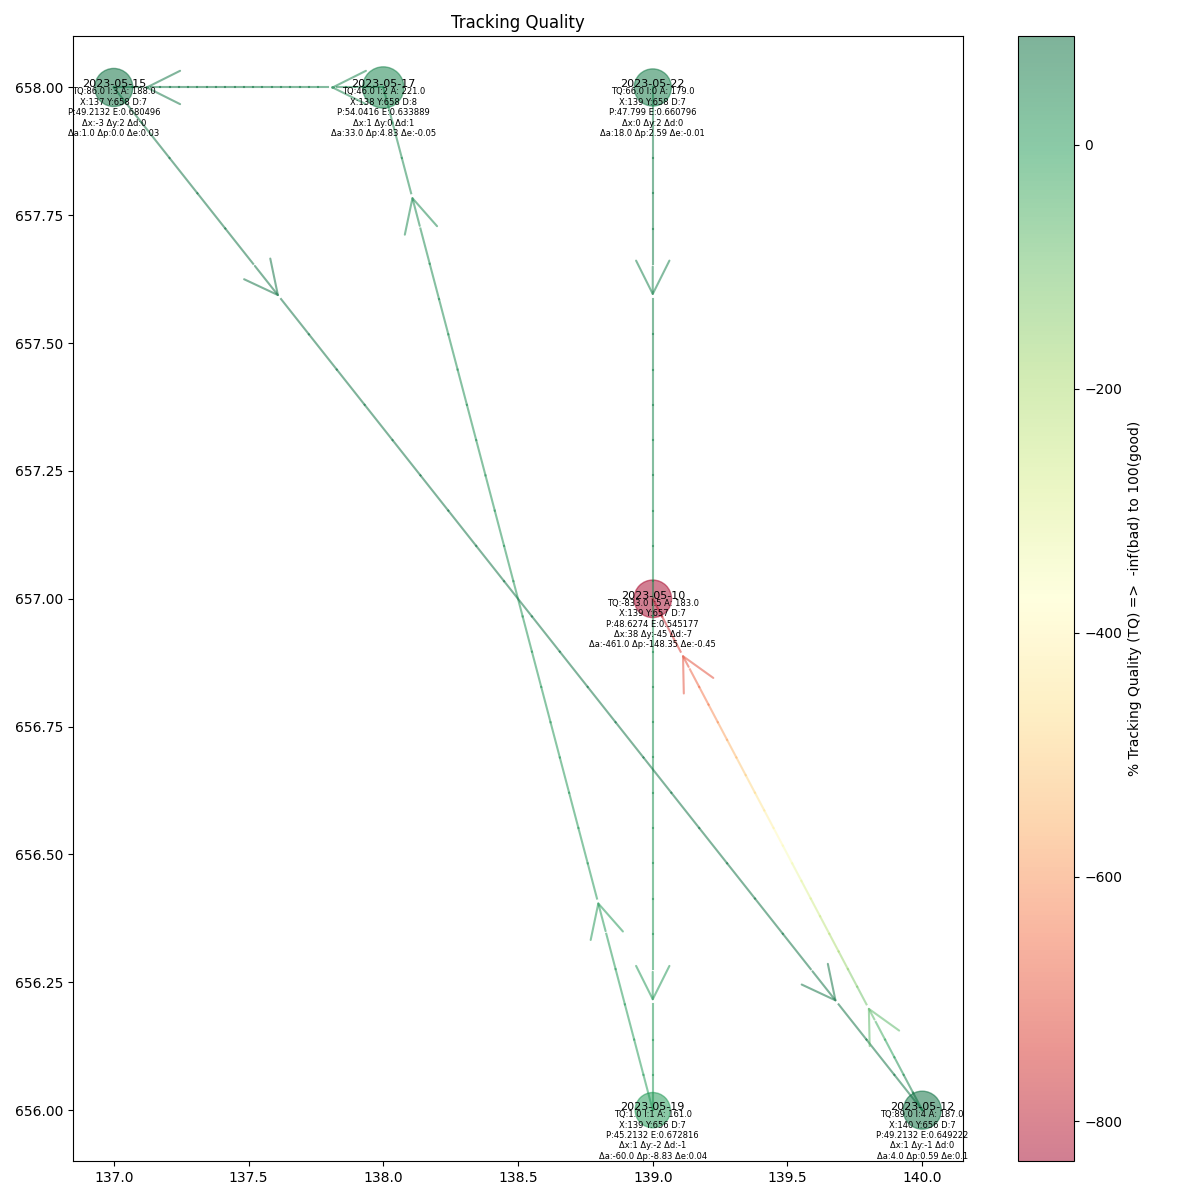 Tracking Quality
658.00
657.75
657.50
657.25
657.00
656.75
656.50
656.25
656.00
2023-05-15
TQ:86.0 I:3 A: 188.0
X:137 Y:658 D:7
P:49.2132 E:0.680496
Δx:-3 Δy:2 Δd:0
Δa:1.0 Δp:0.0 Δe:0.03
2023-05-17
TQ:46.0 I:2 A: 221.0
X:138 Y:658 D:8
P:54.0416 E:0.633889
Δx:1 Δy:0 Δd:1
Δa:33.0 Δp:4.83 Δe:-0.05
2023-05-22
TQ:66.0 I:0 A: 179.0
X:139 Y:658 D:7
P:47.799 E:0.660796
Δx:0 Δy:2 Δd:0
Δa:18.0 Δp:2.59 Δe:-0.01
2023-05-10
TQ:-833.0 I:5 A: 183.0
X:139 Y:657 D:7
P:48.6274 E:0.545177
Δx:38 Δy:-45 Δd:-7
Δa:-461.0 Δp:-148.35 Δe:-0.45
2023-05-19
I:1 A: 161.0
X:139 Y:656 D:7
P:45.2132 E:0.672816
Δx:1 Δy:-2 Δd:-1
Δa:-60.0 Δp:-8.83 Δe:0.04
2023-05-12
TQ:89.0 I:4 A: 187.0
X:140 Y:656 D:7
P:49.2132 E:0.649222
Δx:1 Δy:-1 Δd:0
Δa:4.0 Δp:0.59 Δe:0.1
137.0
137.5
138.0
138.5
139.0
139.5
140.0
0
−200
−400
−600
−800
% Tracking Quality (TQ) => -inf(bad) to 100(good)